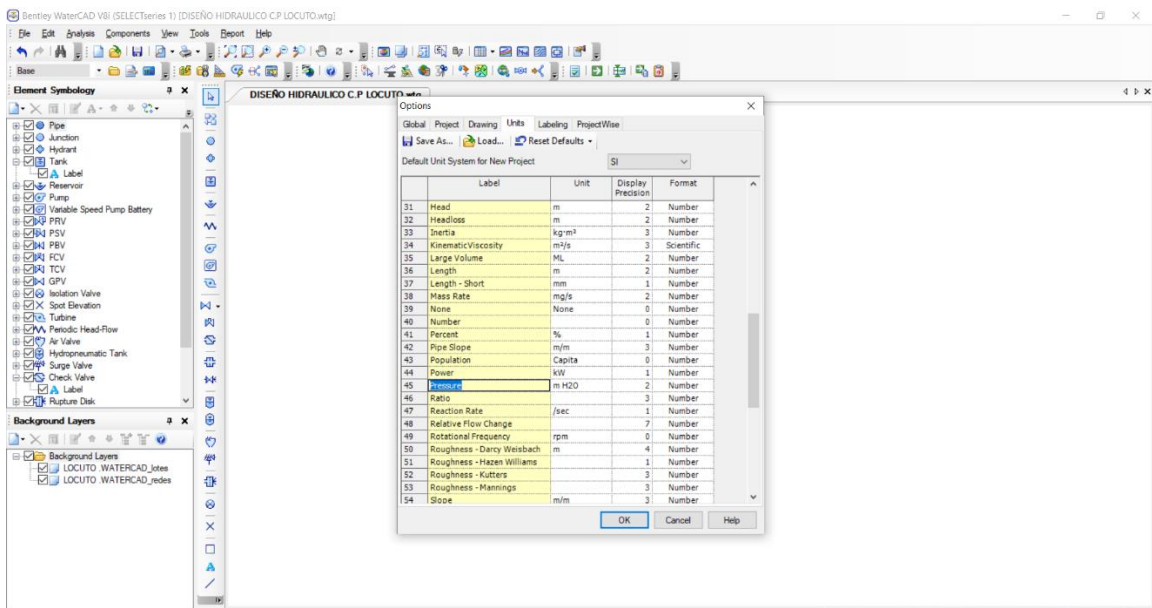 Bentley WaterCAD V8i (SELECTseries 1) [DISEÑO HIDRAULICO C.P LOCUTO.wtg]
File Edit Analysis Components View Tools Report Help
Base
Element Symbology
Pipe
Junction
Hydrant
Tank
Label
Reservoir
Pump
Variable Speed Pump Battery
PRV
PSV
PBV
FCV
TCV
GPV
Isolation Valve
Spot Elevation
Turbine
Periodic Head-Flow
Air Valve
Hydropneumatic Tank
Surge Valve
Check Valve
Label
Rupture Disk
Background Layers
Background Layers
LOCUTO .WATERCAD_lotes
LOCUTO .WATERCAD_redes
DISEÑO HIDRAULICO C.P LOCUTO.wtg
Options
Global Project Drawing Units Labeling ProjectWise
Save As... Load... Reset Defaults
Default Unit System for New Project SI
Label Unit Display Precision Format
31 Head m 2 Number
32 Headloss m 2 Number
33 Inertia kg·m² 3 Number
34 KinematicViscosity m²/s 3 Scientific
35 Large Volume ML 2 Number
36 Length m 2 Number
37 Length - Short mm 1 Number
38 Mass Rate mg/s 2 Number
39 None None 0 Number
40 Number 0 Number
41 Percent % 1 Number
42 Pipe Slope m/m 3 Number
43 Population Capita 0 Number
44 Power kW 1 Number
45 Pressure m H2O 2 Number
46 Ratio 3 Number
47 Reaction Rate /sec 1 Number
48 Relative Flow Change 7 Number
49 Rotational Frequency rpm 0 Number
50 Roughness - Darcy Weisbach m 4 Number
51 Roughness - Hazen Williams 1 Number
52 Roughness - Kutters 3 Number
53 Roughness - Mannings 3 Number
54 Slope m/m 3 Number
OK Cancel Help